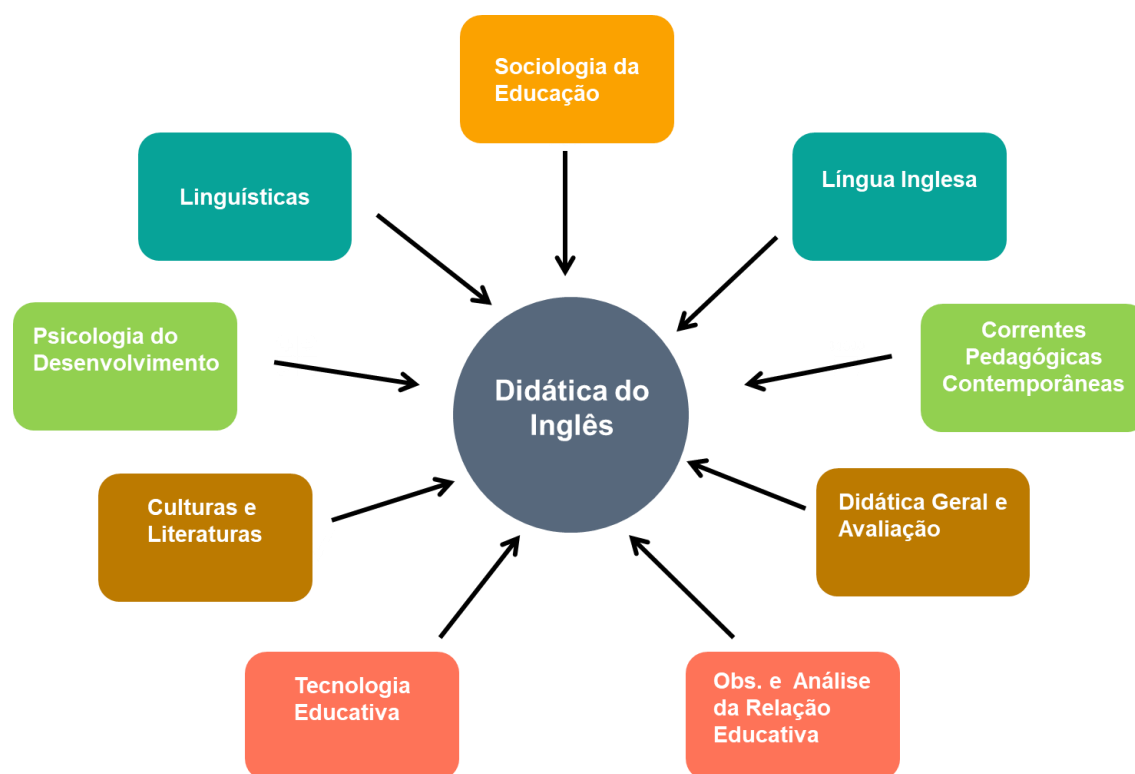 Sociologia da
Educação
Linguísticas
Língua Inglesa
Psicologia do
Desenvolvimento
Correntes
Pedagógicas
Contemporâneas
Didática do
Inglês
Culturas e
Literaturas
Didática Geral e
Avaliação
Tecnologia
Educativa
Obs. e Análise
da Relação
Educativa